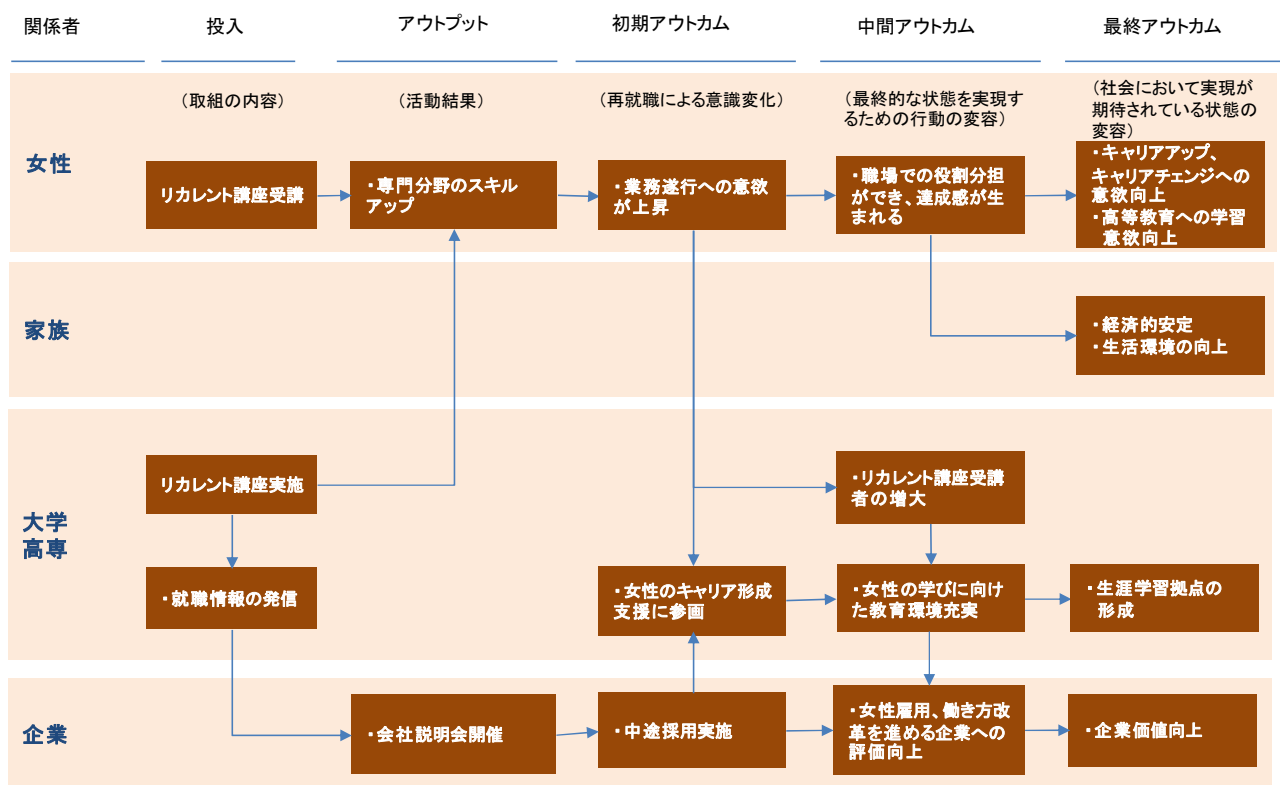 関係者
投入
アウトプット
初期アウトカム
中間アウトカム
最終アウトカム
（取組の内容）
（活動結果）
（再就職による意識変化）
（最終的な状態を実現す
るための行動の変容）
（社会において実現が
期待されている状態の
変容）
女性
リカレント講座受講
・専門分野のスキル
アップ
・業務遂行への意欲
が上昇
・職場での役割分担
ができ、達成感が生
まれる
・キャリアアップ、
キャリアチェンジへの
意欲向上
・高等教育への学習
意欲向上
家族
・経済的安定
・生活環境の向上
大学
高専
リカレント講座実施
・リカレント講座受講
者の増大
・就職情報の発信
・女性のキャリア形成
支援に参画
・女性の学びに向け
た教育環境充実
・生涯学習拠点の
形成
企業
・会社説明会開催
・中途採用実施
・女性雇用、働き方改
革を進める企業への
評価向上
・企業価値向上